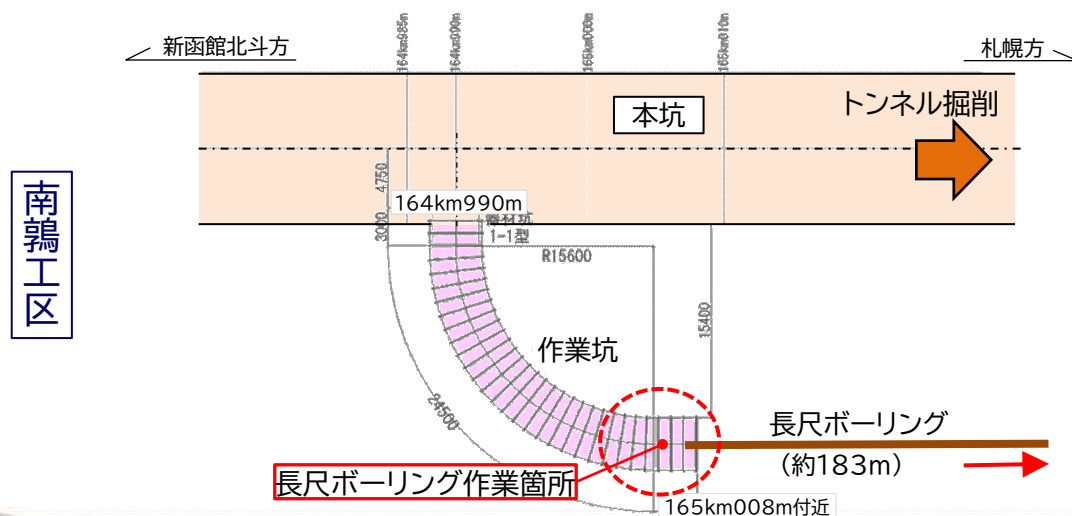 新函館北斗方
164km985m
164km990m
165km000m
165km010m
札幌方
本坑
トンネル掘削
南鶉工区
4750
3000
164km990m
機材坑
1-1型
R15600
15400
24500
作業坑
長尺ボーリング
(約183m)
長尺ボーリング作業箇所
165km008m付近